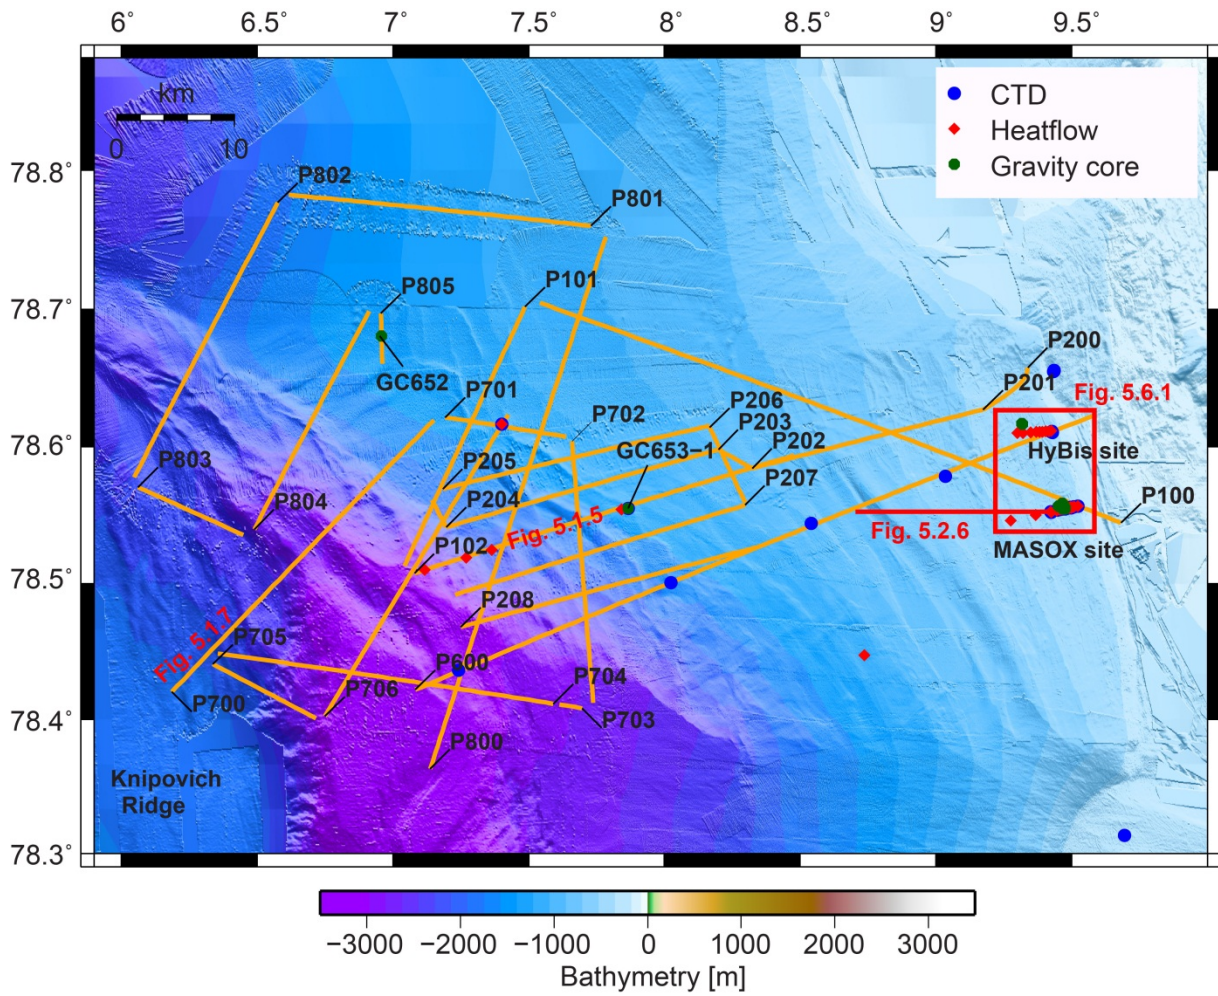 6° 6.5° 7° 7.5° 8° 8.5° 9° 9.5°
km
0 10
CTD
Heatflow
Gravity core
78.8°
78.7°
78.6°
78.5°
78.4°
78.3°
P802
P801
P805
P101
GC652
P701
P702
P206
P203
P202
P207
GC653−1
P200
P201
Fig. 5.6.1
HyBis site
P100
MASOX site
Fig. 5.2.6
P803
P804
P205
P204
P102
Fig. 5.1.5
P208
Fig. 5.1.7
P705
P700
P600
P706
P704
P703
P800
Knipovich
Ridge
−3000 −2000 −1000 0 1000 2000 3000
Bathymetry [m]